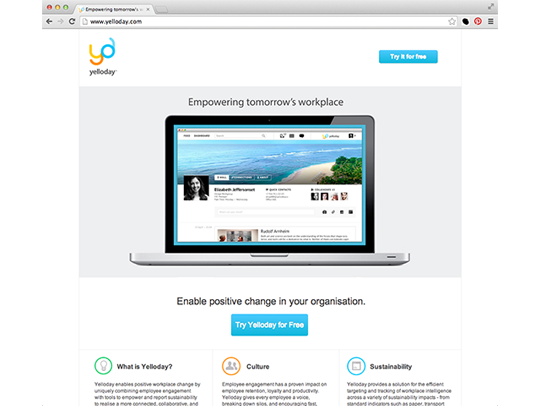 Empowering tomorrow's w
www.yelloday.com
yd
yelloday
Try it for free
Empowering tomorrow's workplace
Search
yelloday
Elizabeth Jeffersonset
Rudolf Arnheim
Enable positive change in your organisation.
Try Yelloday for Free
What is Yelloday?
Yelloday enables positive workplace change by
uniquely combining employee engagement
with tools to empower and report sustainability
to realise a more connected, collaborative, and
Culture
Employee engagement has a proven impact on
employee retention, loyalty and productivity.
Yelloday gives every employee a voice,
breaking down silos, and encouraging fast,
Sustainability
Yelloday provides a solution for the efficient
targeting and tracking of workplace intelligence
across a variety of sustainability impacts - from
standard indicators such as paper, transport